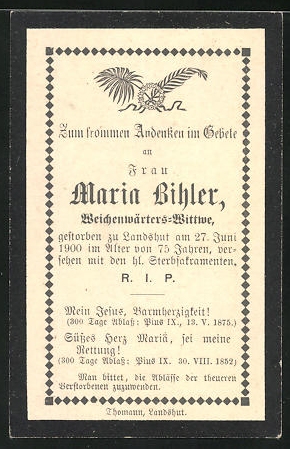 Zum frommen Andenken im Gebete
an
Frau
Maria Bihler,
Weichenwärters-Wittwe,
gestorben zu Landshut am 27. Juni
1900 im Alter von 75 Jahren, ver-
sehen mit den hl. Sterbsakramenten.
R. I. P.
Mein Jesus, Barmherzigkeit!
(300 Tage Ablaß: Pius IX., 13. V. 1875.)
Süßes Herz Mariä, sei meine
Rettung!
(300 Tage Ablaß: Pius IX. 30. VIII. 1852)
Man bittet, die Ablässe der theueren
Verstorbenen zuzuwenden.
Thomann, Landshut.